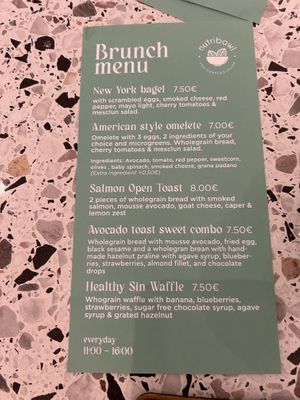 Brunch
menu
nutribowl
New York bagel 7.50€
with scrambled eggs, smoked cheese, red
pepper, mayo light, cherry tomatoes &
mesclun salad.
American style omelete 7.00€
Omelete with 3 eggs, 2 ingredients of your
choice and microgreens. Wholegrain bread,
cherry tomatoes & mesclun salad.
Ingredients: Avocado, tomato, red pepper, sweetcorn,
olives , baby spinash, smoked cheese, grana padano
(Extra ingredient +0.50€)
Salmon Open Toast 8.00€
2 pieces of wholegrain bread with smoked
salmon, mousse avocado, goat cheese, caper &
lemon zest
Avocado toast sweet combo 7.50€
Wholegrain bread with mousse avocado, fried egg,
black sesame and a wholegrain bread with hand-
made hazelnut praline with agave syrup, blueber-
ries, strawberries, almond fillet, and chocolate
drops
Healthy Sin Waffle 7.50€
Whograin waffle with banana, blueberries,
strawberries, sugar free chocolate syrup, agave
syrup & grated hazelnut
everyday
11:00 - 16:00